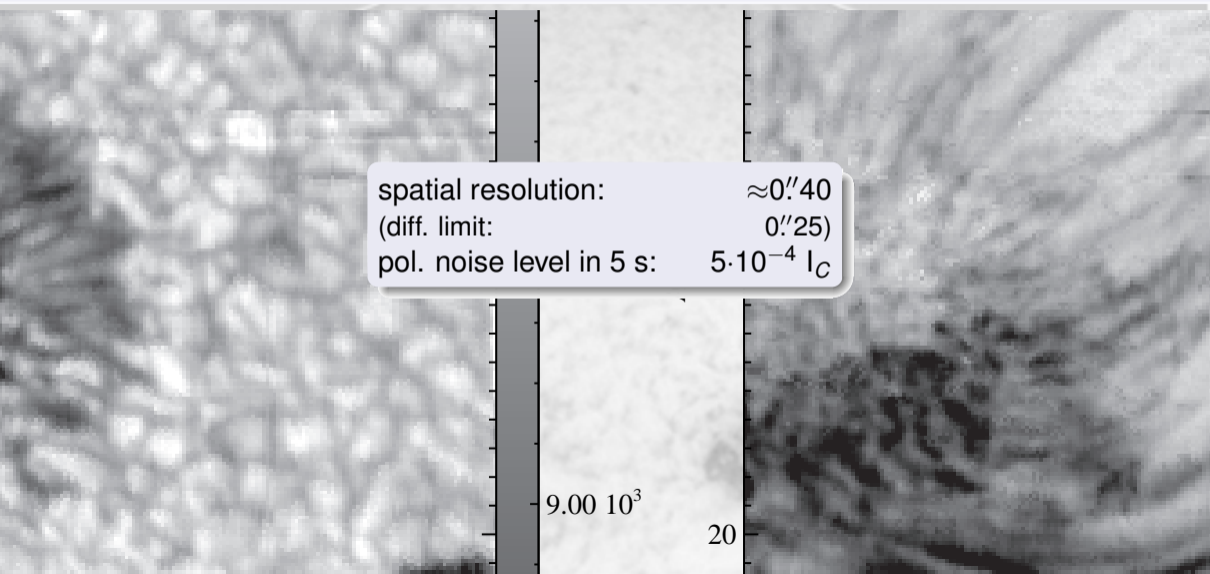 spatial resolution: ≈0″.40
(diff. limit: 0″.25)
pol. noise level in 5 s: 5·10⁻⁴ I_C
9.00 10³
20